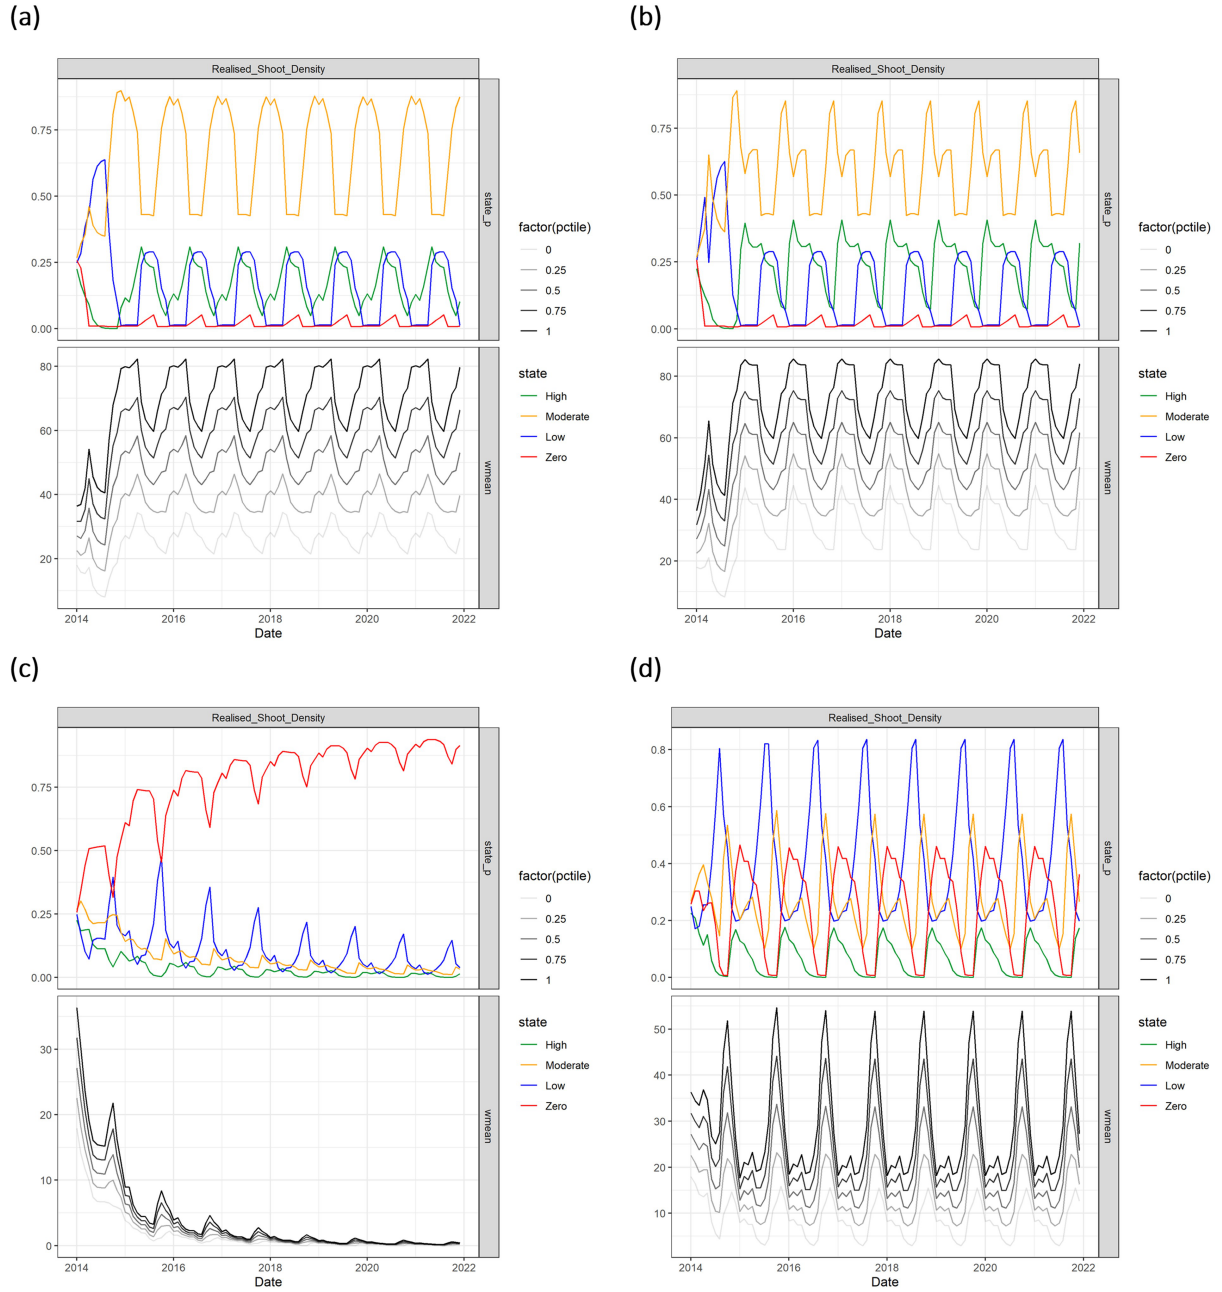 (a)
Realised_Shoot_Density
0.75
0.50
0.25
0.00
state_p
80
60
40
20
wmean
2014 2016 2018 2020 2022
Date
factor(pctile)
0
0.25
0.5
0.75
1
state
High
Moderate
Low
Zero
(b)
Realised_Shoot_Density
0.75
0.50
0.25
0.00
state_p
80
60
40
20
wmean
2014 2016 2018 2020 2022
Date
factor(pctile)
0
0.25
0.5
0.75
1
state
High
Moderate
Low
Zero
(c)
Realised_Shoot_Density
0.75
0.50
0.25
0.00
state_p
30
20
10
0
wmean
2014 2016 2018 2020 2022
Date
factor(pctile)
0
0.25
0.5
0.75
1
state
High
Moderate
Low
Zero
(d)
Realised_Shoot_Density
0.8
0.6
0.4
0.2
0.0
state_p
50
40
30
20
10
wmean
2014 2016 2018 2020 2022
Date
factor(pctile)
0
0.25
0.5
0.75
1
state
High
Moderate
Low
Zero